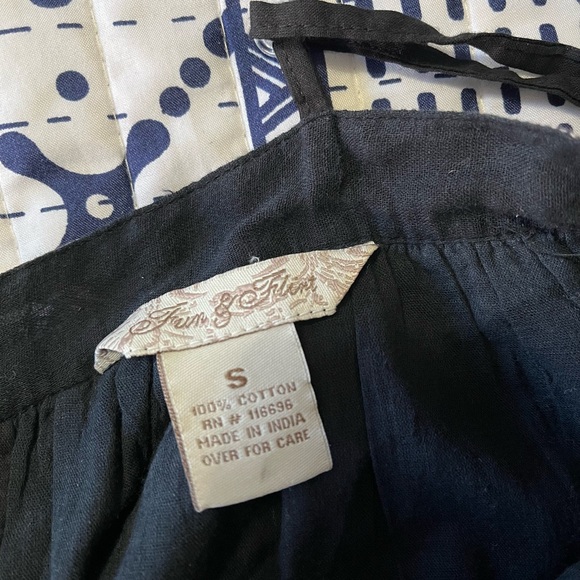 Fun & Flirt
S
100% COTTON
RN # 116696
MADE IN INDIA
OVER FOR CARE